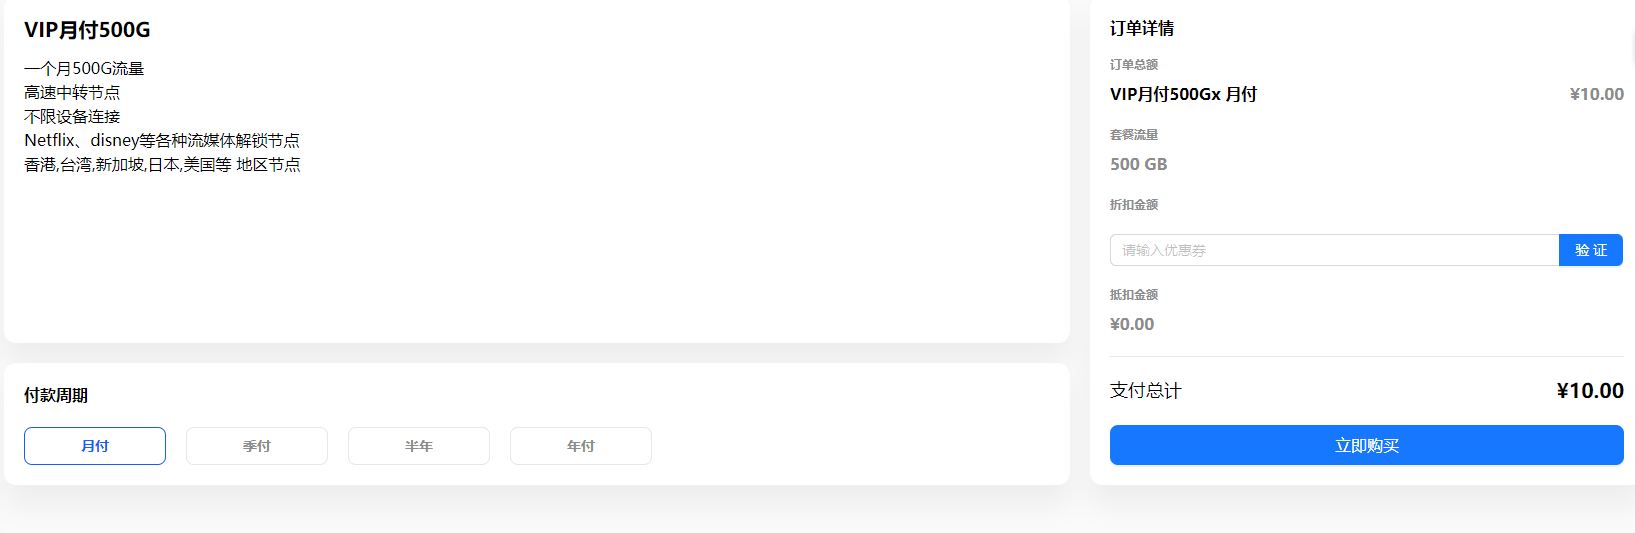 VIP月付500G
一个月500G流量
高速中转节点
不限设备连接
Netflix、disney等各种流媒体解锁节点
香港,台湾,新加坡,日本,美国等 地区节点
付款周期
月付 季付 半年 年付
订单详情
订单总额
VIP月付500Gx 月付 ¥10.00
套餐流量
500 GB
折扣金额
请输入优惠券 验 证
抵扣金额
¥0.00
支付总计 ¥10.00
立即购买